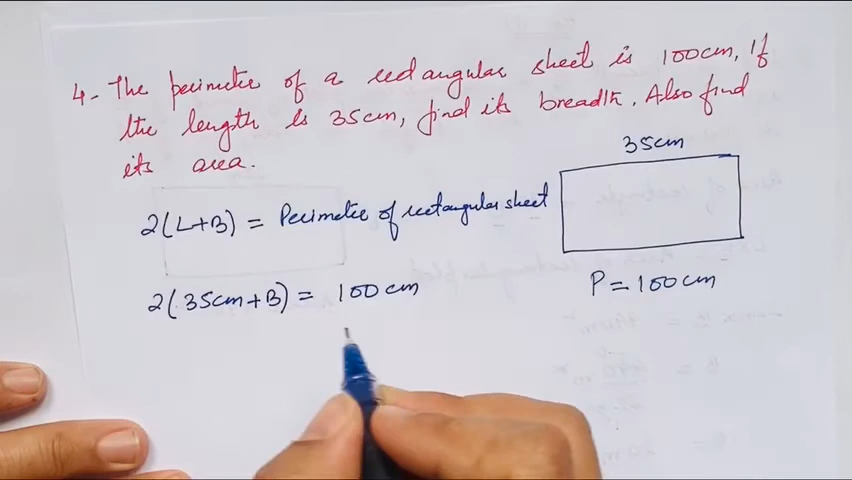 4- The perimeter of a rectangular sheet is 100cm, If
the length is 35cm, find its breadth. Also find
its area.
35cm
2(L+B) = Perimeter of rectangular sheet
2(35cm+B) = 100 cm
P = 100 cm